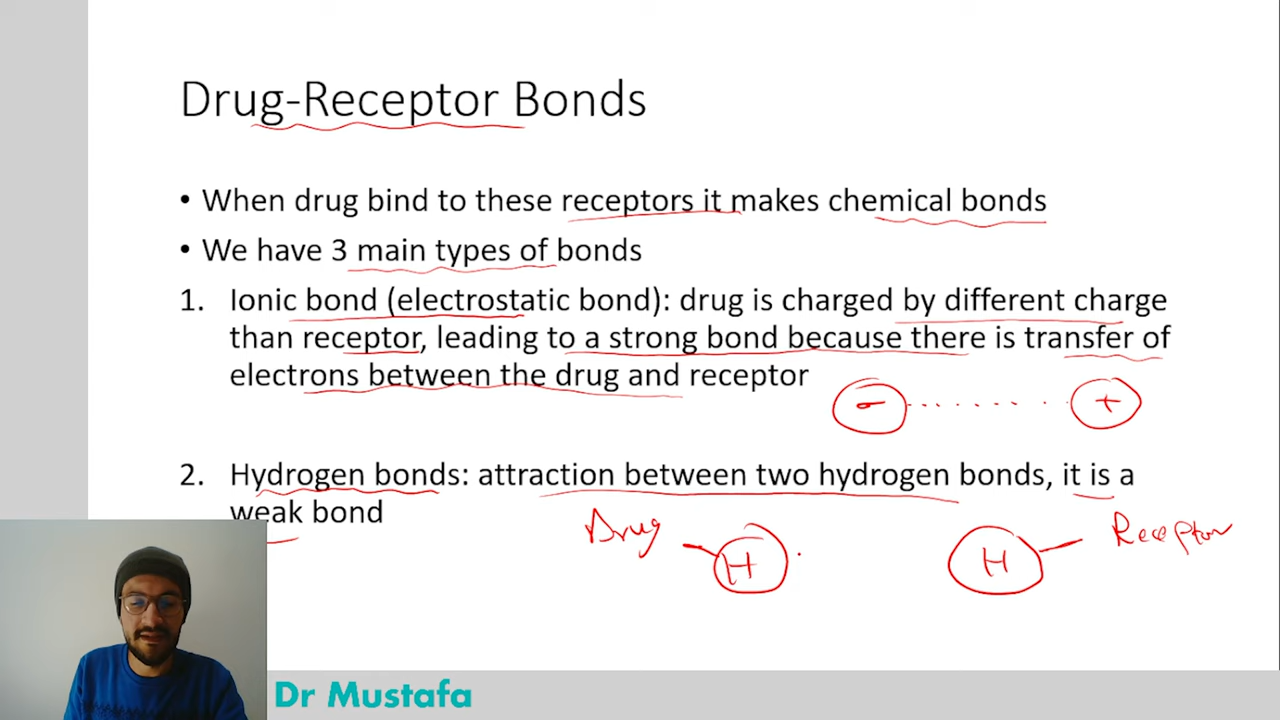 Drug-Receptor Bonds
• When drug bind to these receptors it makes chemical bonds
• We have 3 main types of bonds
1. Ionic bond (electrostatic bond): drug is charged by different charge
than receptor, leading to a strong bond because there is transfer of
electrons between the drug and receptor
- +
2. Hydrogen bonds: attraction between two hydrogen bonds, it is a
weak bond
Drug H H Receptor
Dr Mustafa